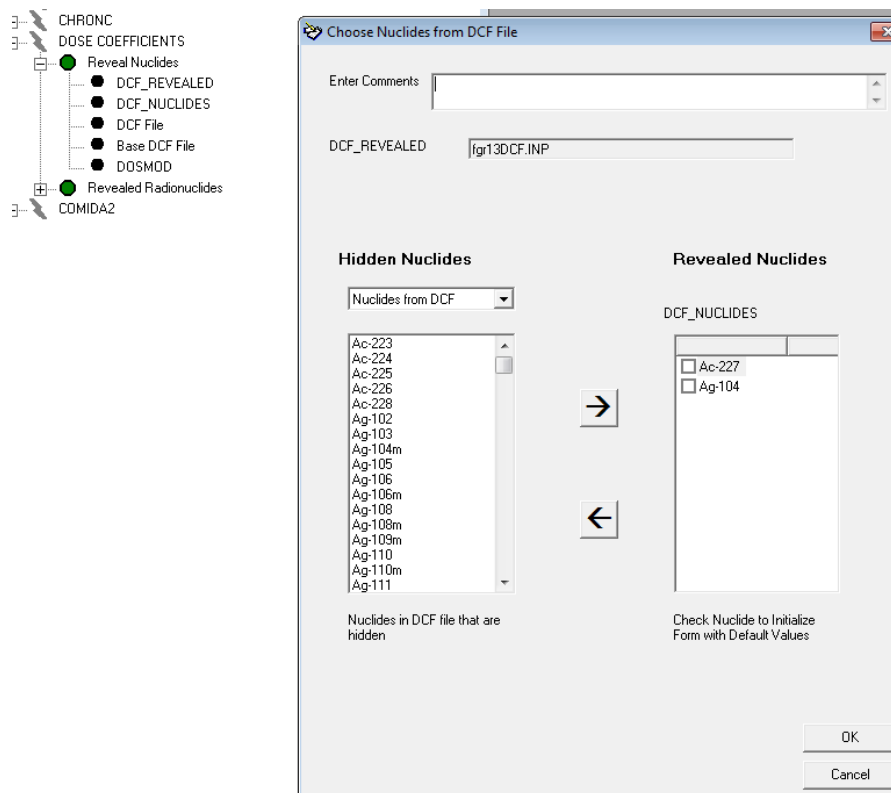 CHRONC
DOSE COEFFICIENTS
Reveal Nuclides
DCF_REVEALED
DCF_NUCLIDES
DCF File
Base DCF File
DOSMOD
Revealed Radionuclides
COMIDA2
Choose Nuclides from DCF File
Enter Comments
DCF_REVEALED
fgr13DCF.INP
Hidden Nuclides
Nuclides from DCF
Ac-223
Ac-224
Ac-225
Ac-226
Ac-228
Ag-102
Ag-103
Ag-104m
Ag-105
Ag-106
Ag-106m
Ag-108
Ag-108m
Ag-109m
Ag-110
Ag-110m
Ag-111
Nuclides in DCF file that are
hidden
Revealed Nuclides
DCF_NUCLIDES
Ac-227
Ag-104
Check Nuclide to Initialize
Form with Default Values
OK
Cancel